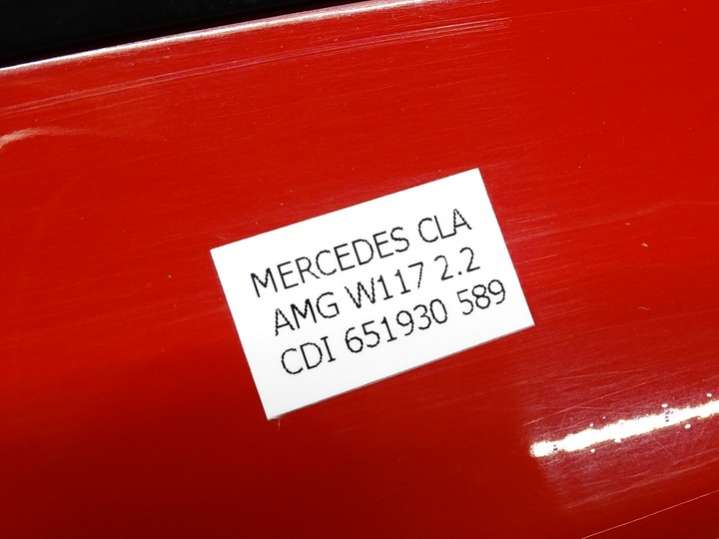 MERCEDES CLA
AMG W117 2.2
CDI 651930 589